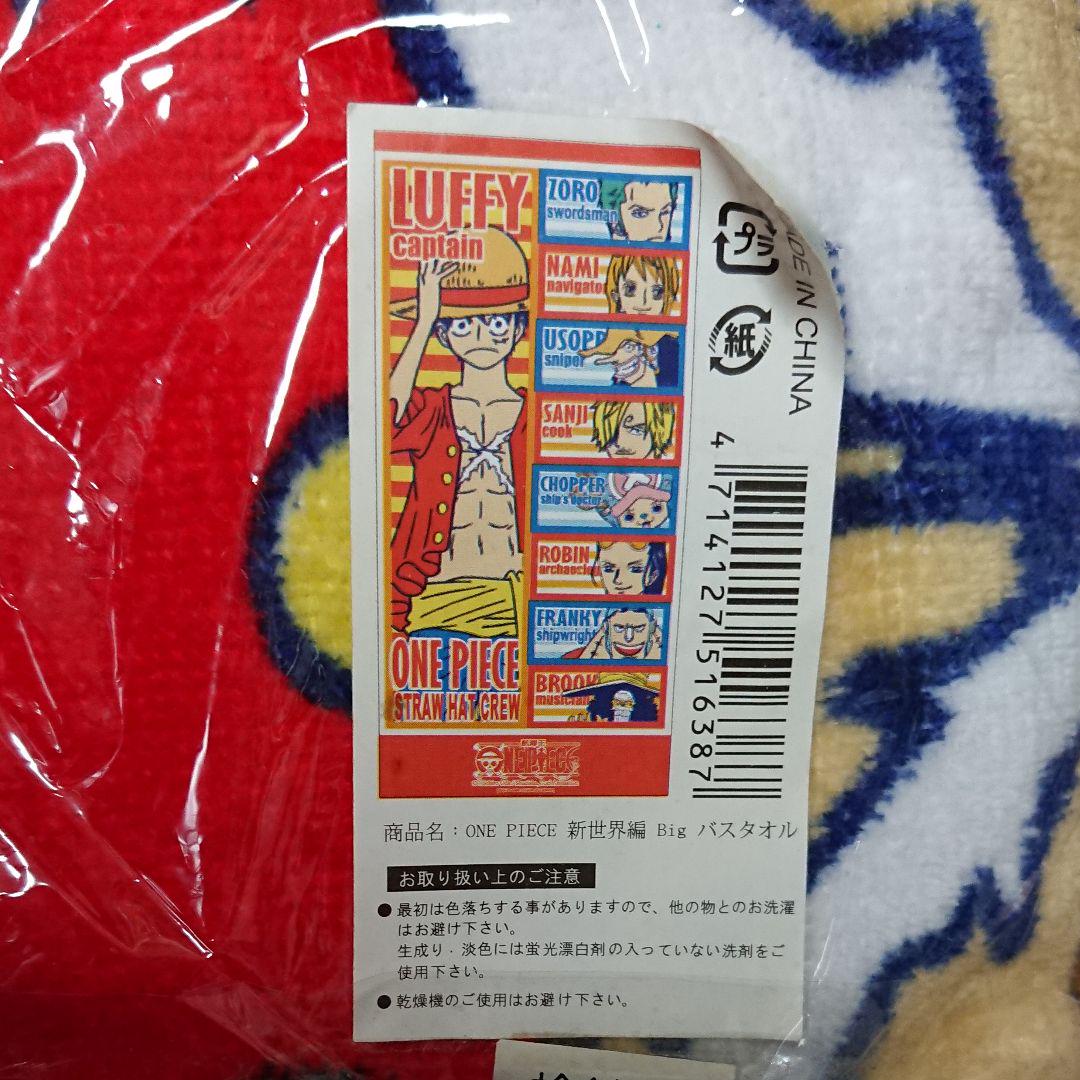 LUFFY
captain
ZORO
swordsman
NAMI
navigator
USOPP
sniper
SANJI
cook
CHOPPER
ship's doctor
ROBIN
FRANKY
shipwright
BROOK
musician
ONE PIECE
STRAW HAT CREW
ONE PIECE
プラ
紙
MADE IN CHINA
4 714127 516387
商品名：ONE PIECE 新世界編 Big バスタオル
お取り扱い上のご注意
● 最初は色落ちする事がありますので、他の物とのお洗濯
はお避け下さい。
生成り・淡色には蛍光漂白剤の入っていない洗剤をご
使用下さい。
● 乾燥機のご使用はお避け下さい。